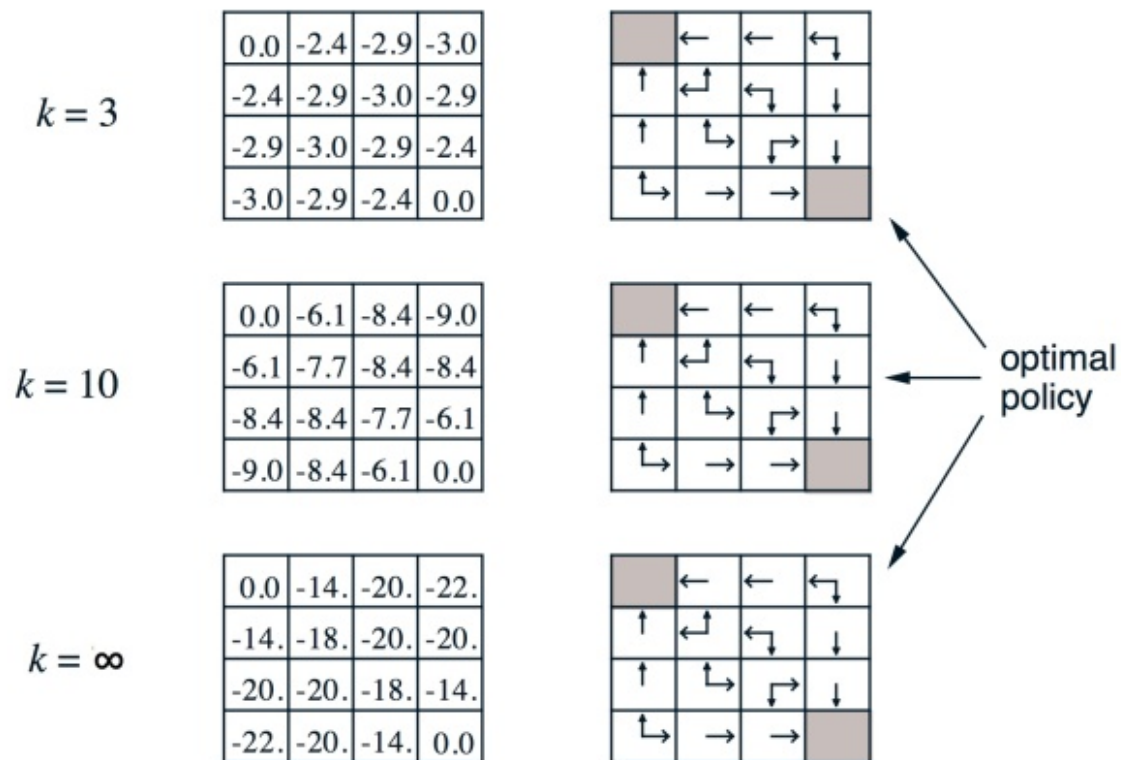 0.0 -2.4 -2.9 -3.0
k = 3
-2.4 -2.9 -3.0 -2.9
-2.9 -3.0 -2.9 -2.4
-3.0 -2.9 -2.4 0.0
0.0 -6.1 -8.4 -9.0
k = 10
-6.1 -7.7 -8.4 -8.4
-8.4 -8.4 -7.7 -6.1
-9.0 -8.4 -6.1 0.0
optimal
policy
0.0 -14. -20. -22.
k = ∞
-14. -18. -20. -20.
-20. -20. -18. -14.
-22. -20. -14. 0.0